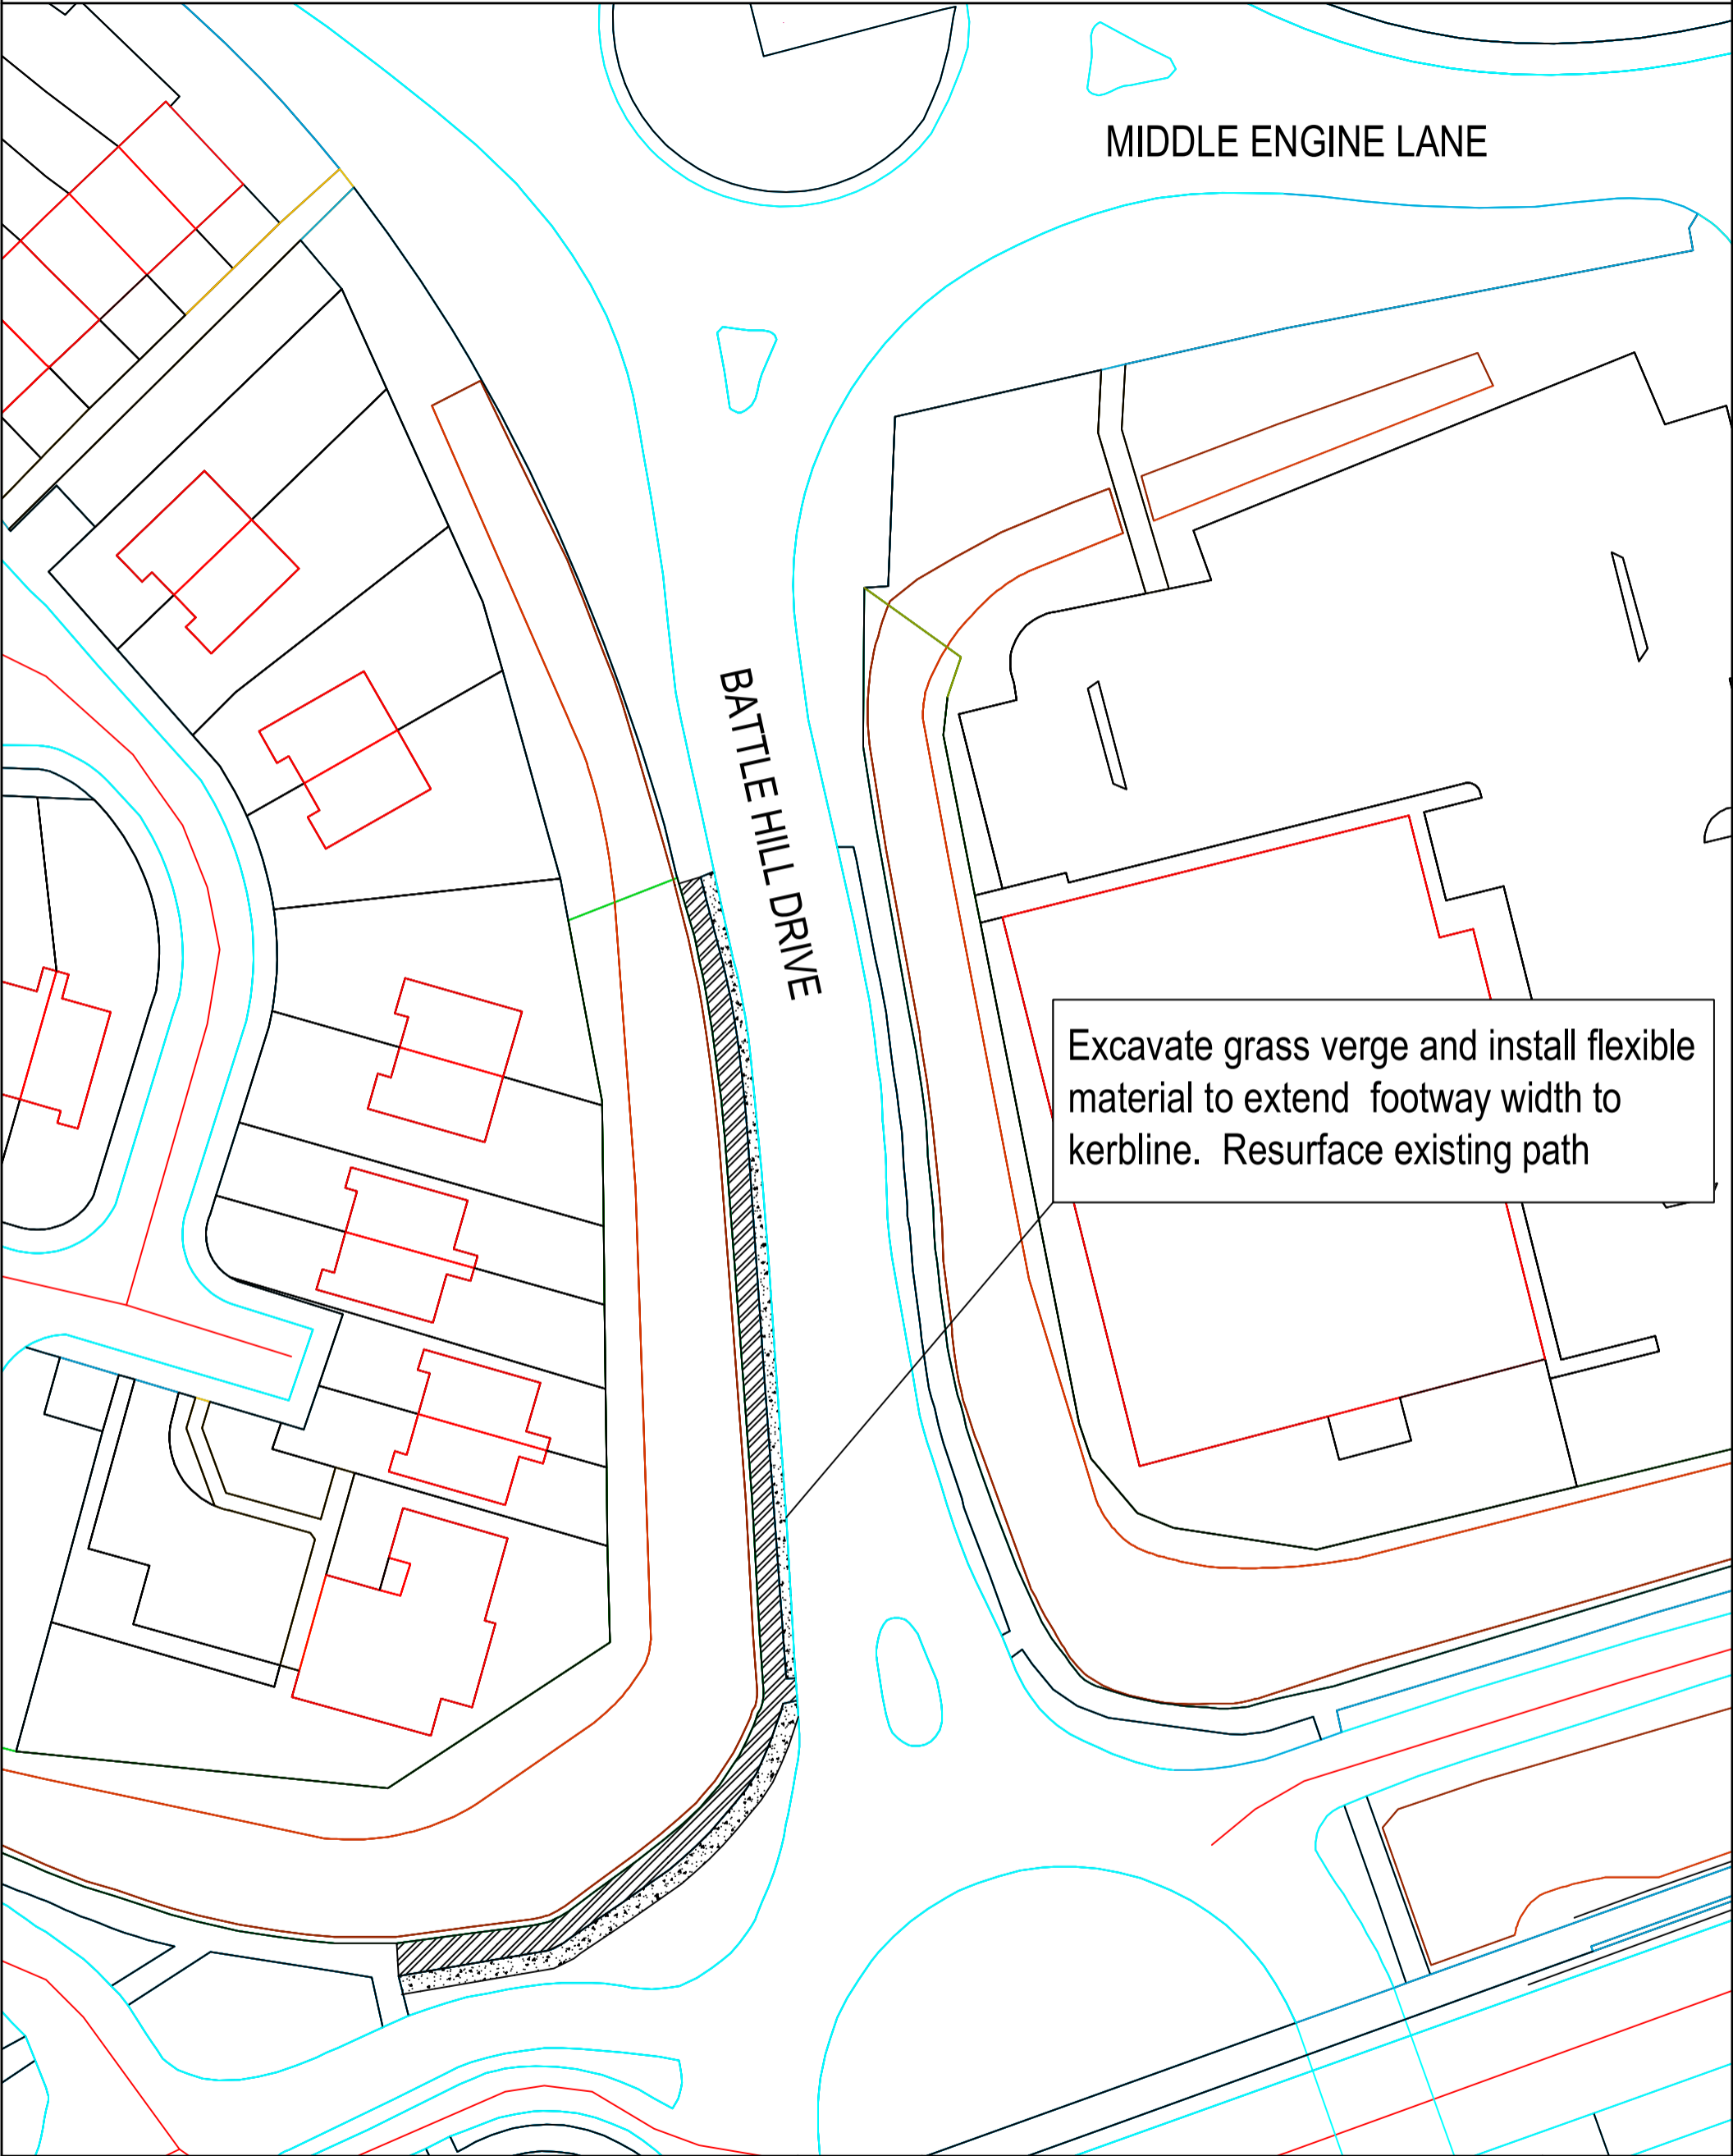 MIDDLE ENGINE LANE
BATTLE HILL DRIVE
Excavate grass verge and install flexible
material to extend footway width to
kerbline. Resurface existing path